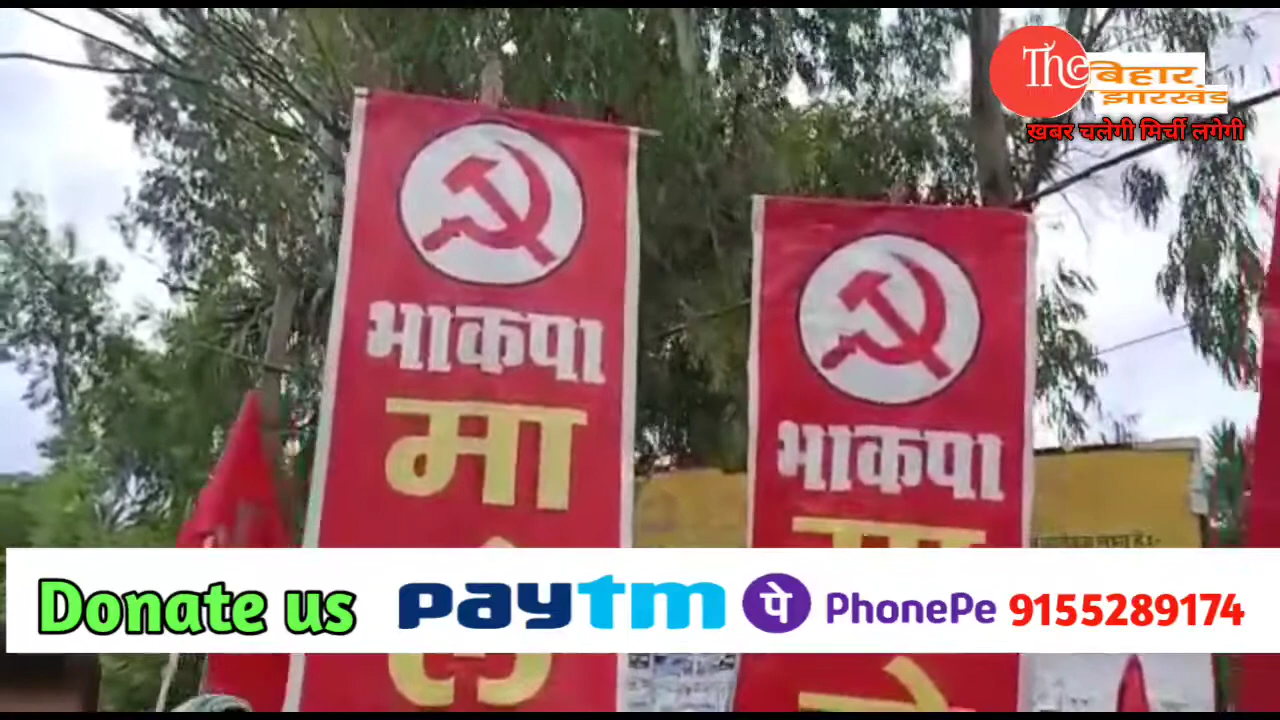 The बिहार
झारखंड
ख़बर चलेगी मिर्ची लगेगी
भाकपा
मा
भाकपा
Donate us paytm पे PhonePe 9155289174